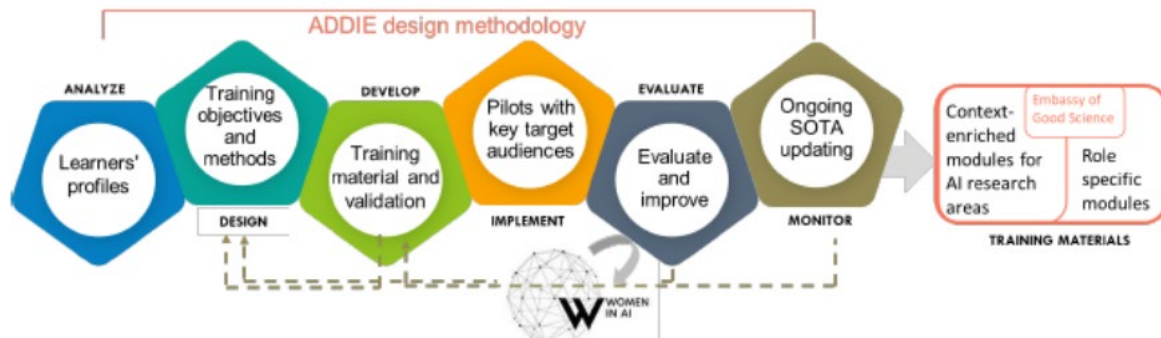 ADDIE design methodology
ANALYZE
Learners'
profiles
Training
objectives
and
methods
DESIGN
DEVELOP
Training
material and
validation
Pilots with
key target
audiences
IMPLEMENT
EVALUATE
Evaluate
and
improve
Ongoing
SOTA
updating
MONITOR
Context-
enriched
modules for
AI research
areas
Embassy of
Good Science
Role
specific
modules
TRAINING MATERIALS
W
WOMEN
IN AI